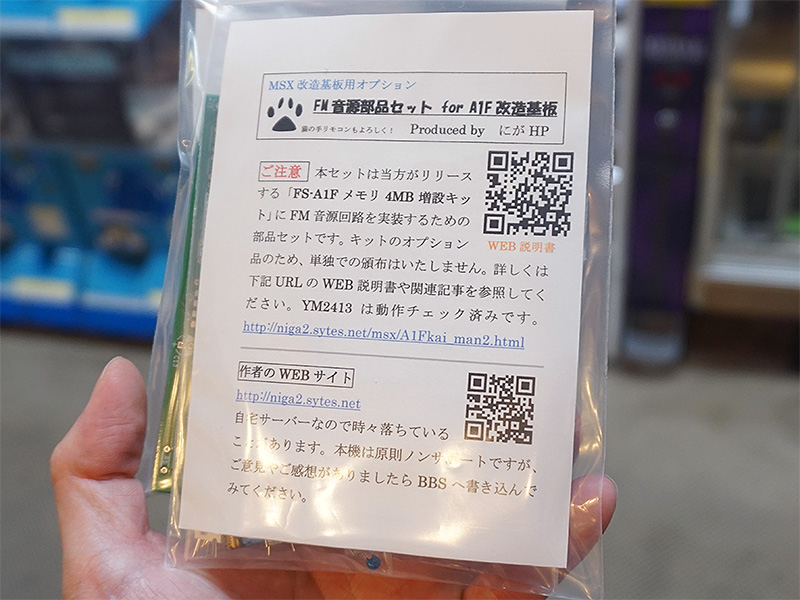 MSX 改造基板用オプション
FM 音源部品セット for A1F 改造基板
猫の手リモコンもよろしく! Produced by にが HP
ご注意 本セットは当方がリリース
する「FS-A1F メモリ 4MB 増設キッ
ト」に FM 音源回路を実装するための
部品セットです。キットのオプション
品のため、単独での頒布はいたしません。詳しくは
下記 URL の WEB 説明書や関連記事を参照してく
ださい。YM2413 は動作チェック済みです。
http://niga2.sytes.net/msx/A1Fkai_man2.html
WEB 説明書
作者の WEB サイト
http://niga2.sytes.net
自宅サーバーなので時々落ちている
ことがあります。本機は原則ノンサポートですが、
ご意見やご感想がありましたら BBS へ書き込んで
みてください。